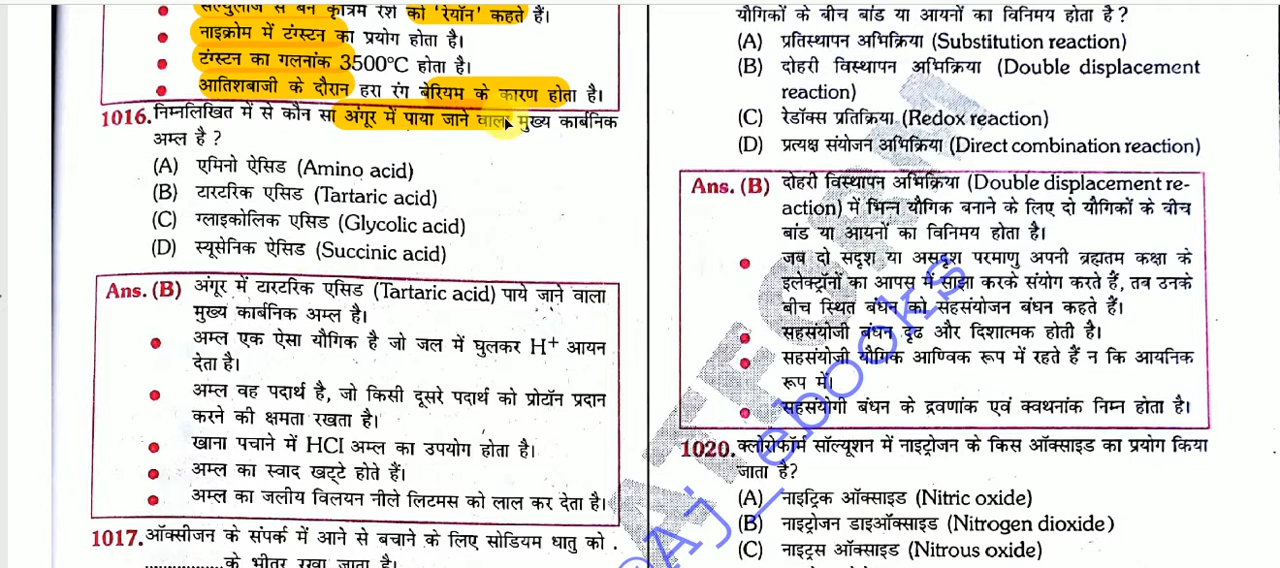 सेल्युलोज से बने कृत्रिम रेशे को 'रेयॉन' कहते हैं।
नाइक्रोम में टंग्स्टन का प्रयोग होता है।
टंग्स्टन का गलनांक 3500°C होता है।
आतिशबाजी के दौरान हरा रंग बेरियम के कारण होता है।
1016. निम्नलिखित में से कौन सा अंगूर में पाया जाने वाला मुख्य कार्बनिक
अम्ल है ?
(A) एमिनो ऐसिड (Amino acid)
(B) टारटरिक एसिड (Tartaric acid)
(C) ग्लाइकोलिक एसिड (Glycolic acid)
(D) स्यूसेनिक ऐसिड (Succinic acid)
Ans. (B) अंगूर में टारटरिक एसिड (Tartaric acid) पाये जाने वाला
मुख्य कार्बनिक अम्ल है।
अम्ल एक ऐसा यौगिक है जो जल में घुलकर H+ आयन
देता है।
अम्ल वह पदार्थ है, जो किसी दूसरे पदार्थ को प्रोटॉन प्रदान
करने की क्षमता रखता है।
खाना पचाने में HCl अम्ल का उपयोग होता है।
अम्ल का स्वाद खट्टे होते हैं।
अम्ल का जलीय विलयन नीले लिटमस को लाल कर देता है।
1017. ऑक्सीजन के संपर्क में आने से बचाने के लिए सोडियम धातु को .
................के भीतर रखा जाता है।
यौगिकों के बीच बांड या आयनों का विनिमय होता है ?
(A) प्रतिस्थापन अभिक्रिया (Substitution reaction)
(B) दोहरी विस्थापन अभिक्रिया (Double displacement
reaction)
(C) रेडॉक्स प्रतिक्रिया (Redox reaction)
(D) प्रत्यक्ष संयोजन अभिक्रिया (Direct combination reaction)
Ans. (B) दोहरी विस्थापन अभिक्रिया (Double displacement re-
action) में भिन्न यौगिक बनाने के लिए दो यौगिकों के बीच
बांड या आयनों का विनिमय होता है।
जब दो सदृश या असदृश परमाणु अपनी ब्रह्मतम कक्षा के
इलेक्ट्रॉनों का आपस में साझा करके संयोग करते हैं, तब उनके
बीच स्थित बंधन को सहसंयोजन बंधन कहते हैं।
सहसंयोजी बंधन दृढ और दिशात्मक होती है।
सहसंयोजी यौगिक आण्विक रूप में रहते हैं न कि आयनिक
रूप में।
सहसंयोगी बंधन के द्रवणांक एवं क्वथनांक निम्न होता है।
1020. क्लोरोफॉर्म सॉल्यूशन में नाइट्रोजन के किस ऑक्साइड का प्रयोग किया
जाता है?
(A) नाइट्रिक ऑक्साइड (Nitric oxide)
(B) नाइट्रोजन डाइऑक्साइड (Nitrogen dioxide)
(C) नाइट्रस ऑक्साइड (Nitrous oxide)